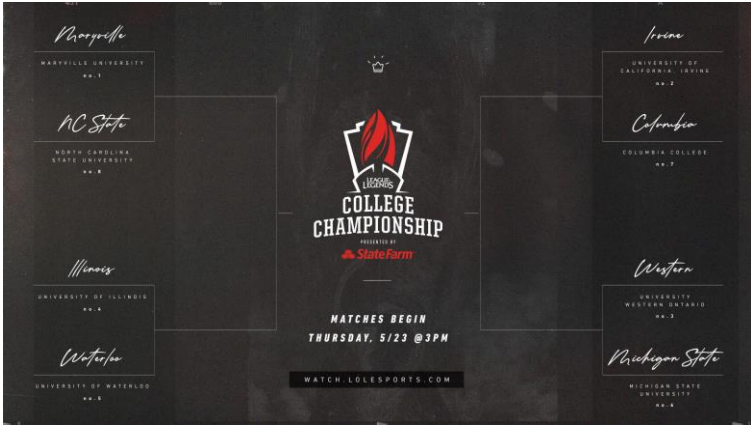 Maryville
MARYVILLE UNIVERSITY
no.1
NC State
NORTH CAROLINA
STATE UNIVERSITY
no.8
Illinois
UNIVERSITY OF ILLINOIS
no.4
Waterloo
UNIVERSITY OF WATERLOO
no.5
LEAGUE OF
LEGENDS
COLLEGE
CHAMPIONSHIP
PRESENTED BY
State Farm
MATCHES BEGIN
THURSDAY, 5/23 @3PM
WATCH.LOLESPORTS.COM
Irvine
UNIVERSITY OF
CALIFORNIA, IRVINE
no.2
Columbia
COLUMBIA COLLEGE
no.7
Western
UNIVERSITY
WESTERN ONTARIO
no.3
Michigan State
MICHIGAN STATE
UNIVERSITY
no.6